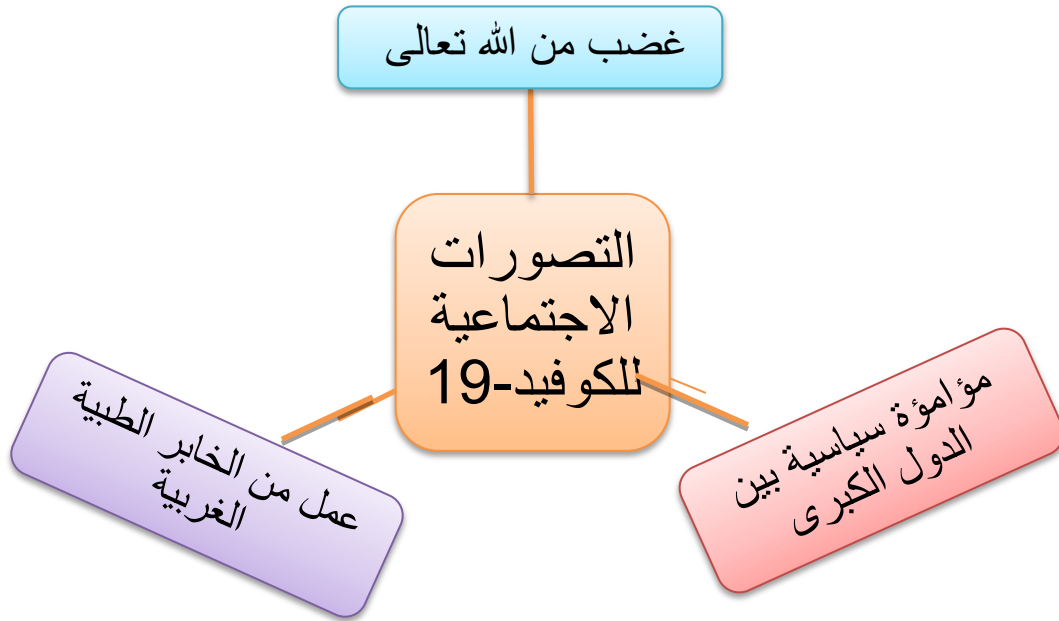 غضب من الله تعالى
التصورات
الاجتماعية
للكوفيد-19
مؤامؤة سياسية بين
الدول الكبرى
عمل من الخابر الطبية
الغربية